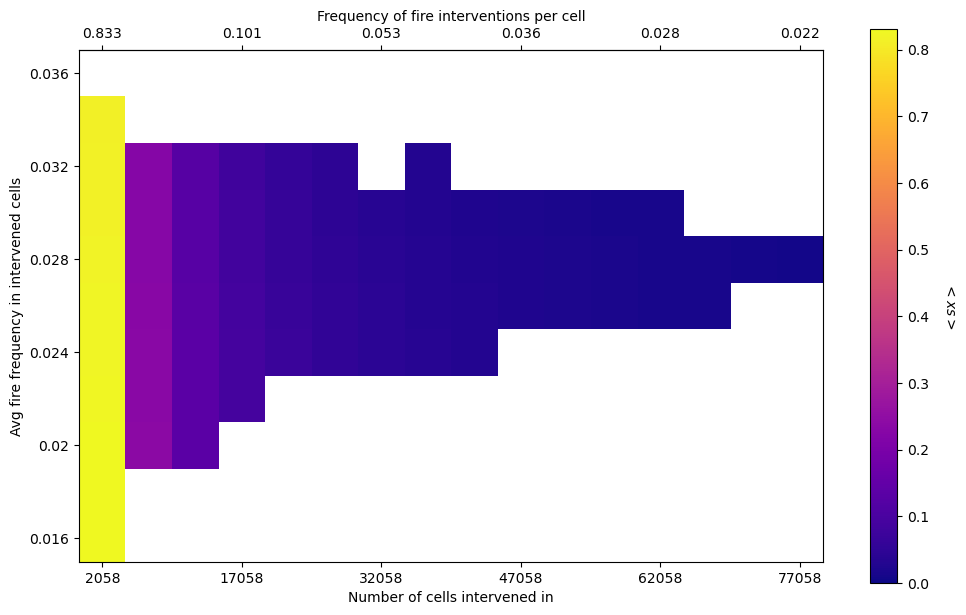 Frequency of fire interventions per cell
0.833 0.101 0.053 0.036 0.028 0.022
0.036
0.032
0.028
0.024
0.02
0.016
Avg fire frequency in intervened cells
2058 17058 32058 47058 62058 77058
Number of cells intervened in
0.8
0.7
0.6
0.5
0.4
0.3
0.2
0.1
0.0
< xs >